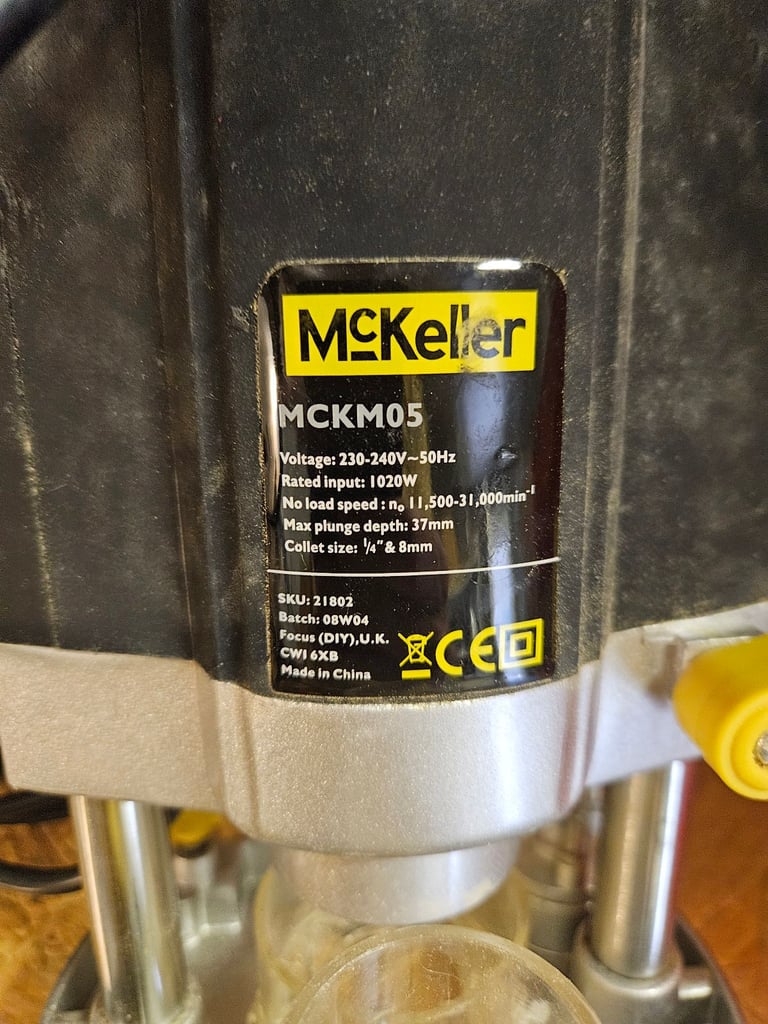 McKeller
MCKM05
Voltage: 230-240V~50Hz
Rated input: 1020W
No load speed : n₀ 11,500-31,000min⁻¹
Max plunge depth: 37mm
Collet size: ¼" & 8mm
SKU: 21802
Batch: 08W04
Focus (DIY),U.K.
CW1 6XB
Made in China
CE